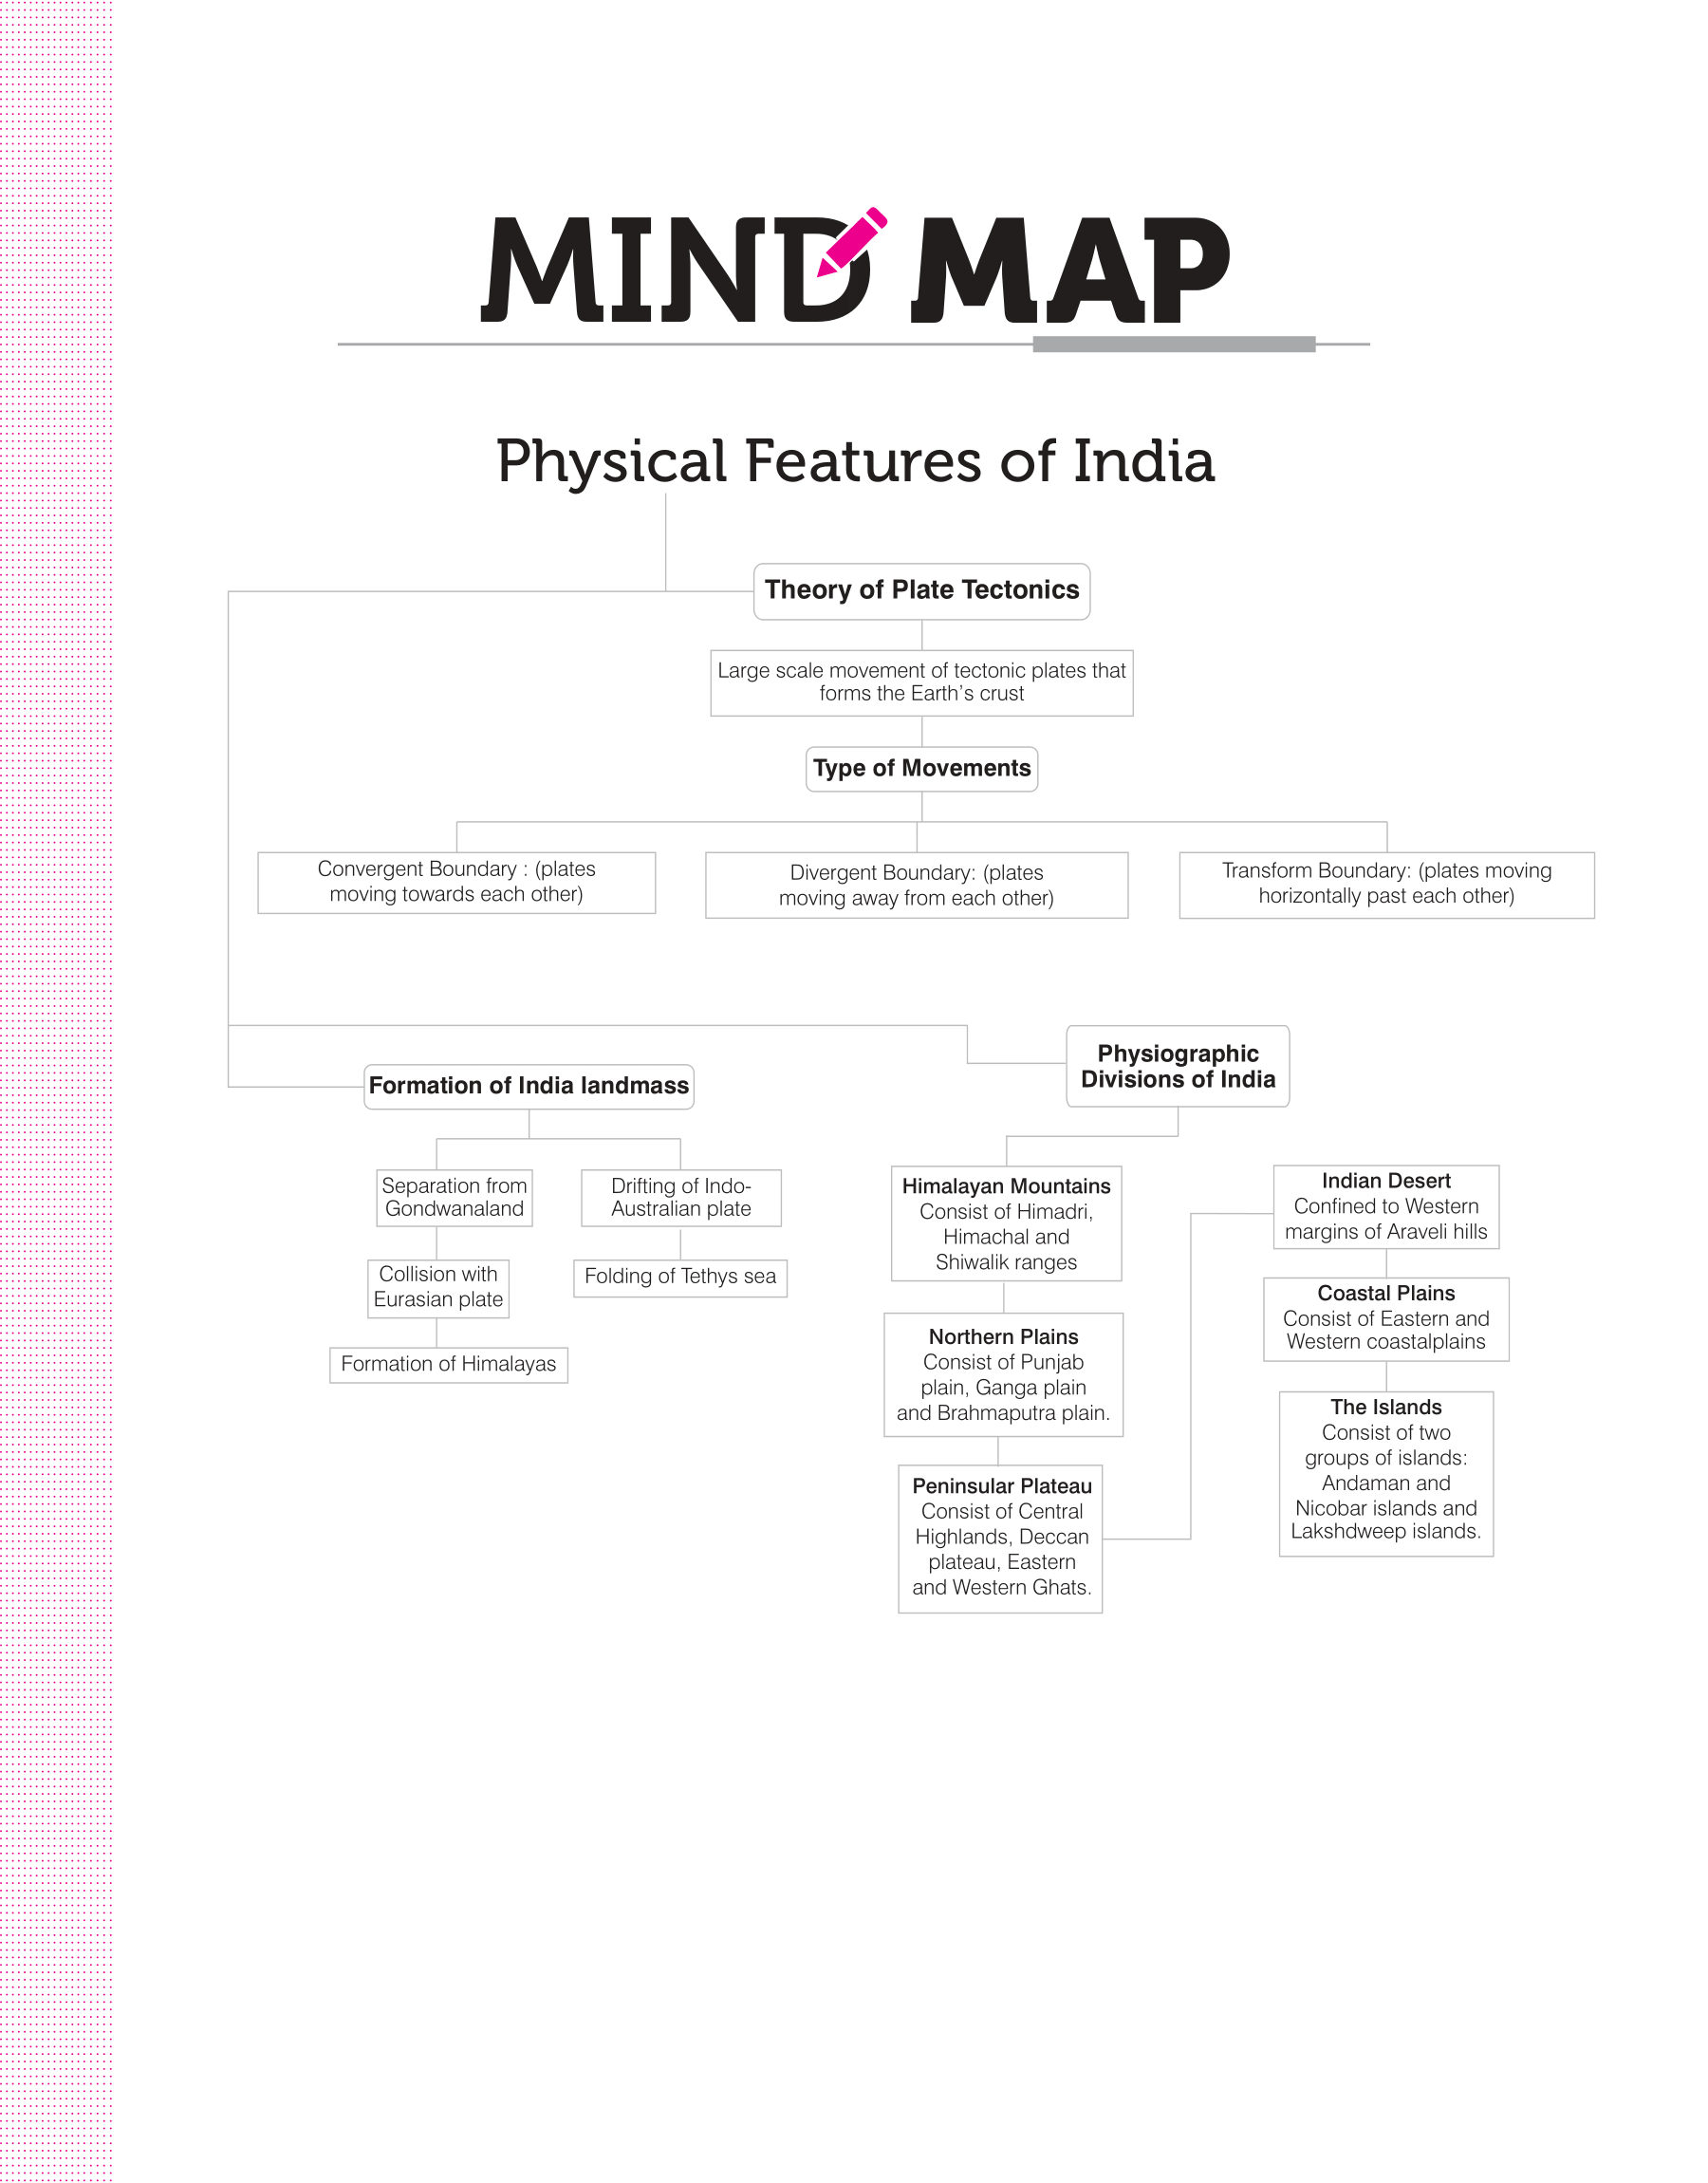 MIND MAP
Physical Features of India
Theory of Plate Tectonics
Large scale movement of tectonic plates that
forms the Earth's crust
Type of Movements
Convergent Boundary : (plates
moving towards each other)
Divergent Boundary: (plates
moving away from each other)
Transform Boundary: (plates moving
horizontally past each other)
Formation of India landmass
Separation from
Gondwanaland
Collision with
Eurasian plate
Formation of Himalayas
Drifting of Indo-
Australian plate
Folding of Tethys sea
Physiographic
Divisions of India
Himalayan Mountains
Consist of Himadri,
Himachal and
Shiwalik ranges
Northern Plains
Consist of Punjab
plain, Ganga plain
and Brahmaputra plain.
Peninsular Plateau
Consist of Central
Highlands, Deccan
plateau, Eastern
and Western Ghats.
Indian Desert
Confined to Western
margins of Araveli hills
Coastal Plains
Consist of Eastern and
Western coastalplains
The Islands
Consist of two
groups of islands:
Andaman and
Nicobar islands and
Lakshdweep islands.